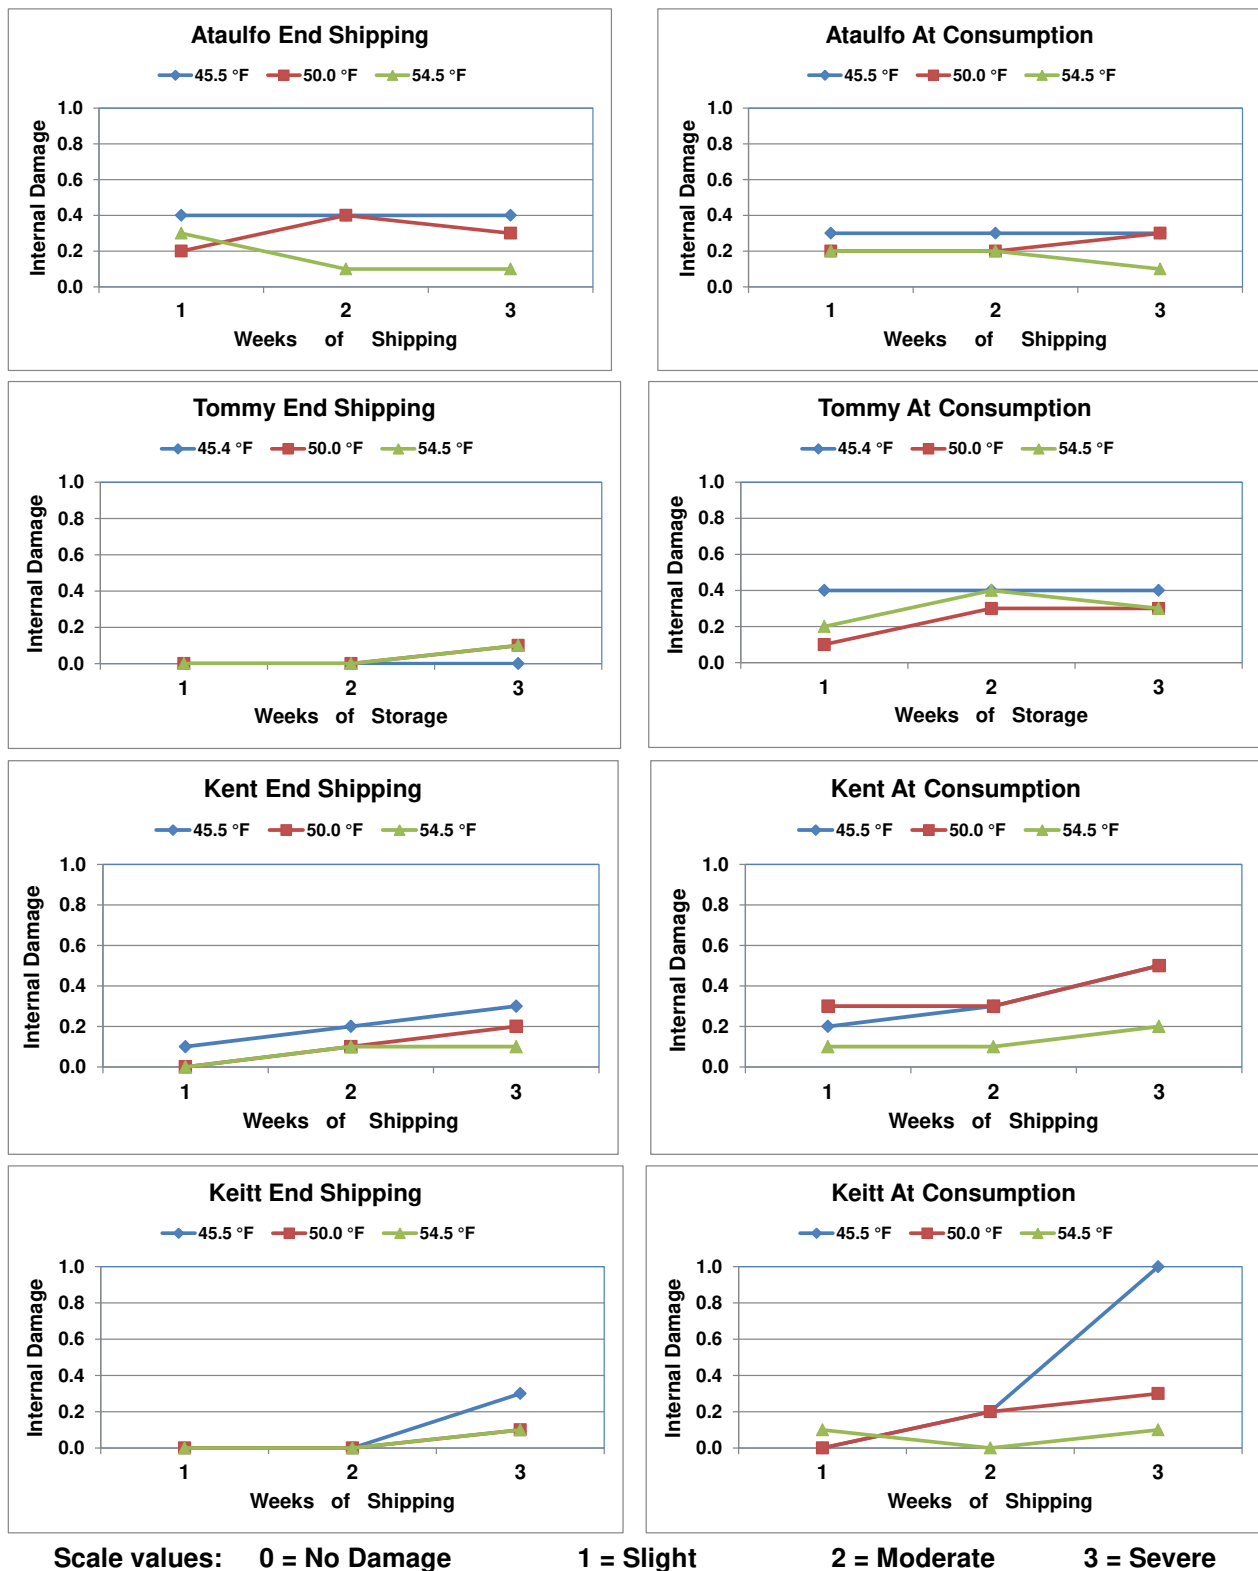 Ataulfo End Shipping
45.5 °F 50.0 °F 54.5 °F
Internal Damage
1.0
0.8
0.6
0.4
0.2
0.0
1 2 3
Weeks of Shipping
Ataulfo At Consumption
45.5 °F 50.0 °F 54.5 °F
Internal Damage
1.0
0.8
0.6
0.4
0.2
0.0
1 2 3
Weeks of Shipping
Tommy End Shipping
45.4 °F 50.0 °F 54.5 °F
Internal Damage
1.0
0.8
0.6
0.4
0.2
0.0
1 2 3
Weeks of Storage
Tommy At Consumption
45.4 °F 50.0 °F 54.5 °F
Internal Damage
1.0
0.8
0.6
0.4
0.2
0.0
1 2 3
Weeks of Storage
Kent End Shipping
45.5 °F 50.0 °F 54.5 °F
Internal Damage
1.0
0.8
0.6
0.4
0.2
0.0
1 2 3
Weeks of Shipping
Kent At Consumption
45.5 °F 50.0 °F 54.5 °F
Internal Damage
1.0
0.8
0.6
0.4
0.2
0.0
1 2 3
Weeks of Shipping
Keitt End Shipping
45.5 °F 50.0 °F 54.5 °F
Internal Damage
1.0
0.8
0.6
0.4
0.2
0.0
1 2 3
Weeks of Shipping
Keitt At Consumption
45.5 °F 50.0 °F 54.5 °F
Internal Damage
1.0
0.8
0.6
0.4
0.2
0.0
1 2 3
Weeks of Shipping
Scale values: 0 = No Damage 1 = Slight 2 = Moderate 3 = Severe